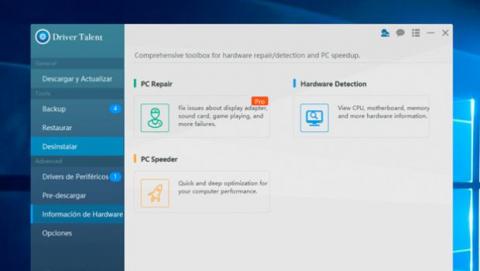 Driver Talent
General
Descargar y Actualizar
Tools
Backup
4
Restaurar
Desinstalar
Advanced
Drivers de Periféricos
1
Pre-descargar
Información de Hardware
Opciones
Comprehensive toolbox for hardware repair/detection and PC speedup.
PC Repair
Pro
fix issues about display adapter,
sound card, game playing, and
more failures.
Hardware Detection
View CPU, motherboard, memory
and more hardware information.
PC Speeder
Quick and deep optimization for
your computer performance.